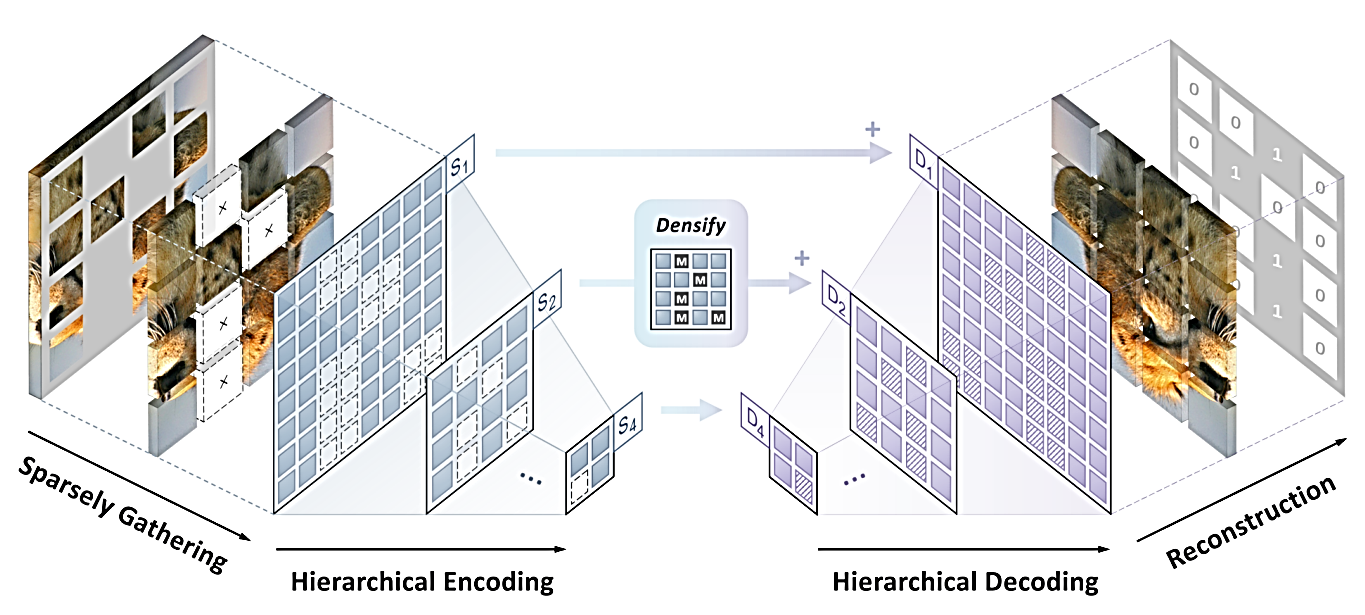 S1
+
D1
Densify
M
M
M
M M
S2
+
D2
S4
D4
...
...
×
×
×
×
0
0
0
1
1
0
0
0
0
1
0
1
0
Sparsely Gathering
Hierarchical Encoding
Hierarchical Decoding
Reconstruction